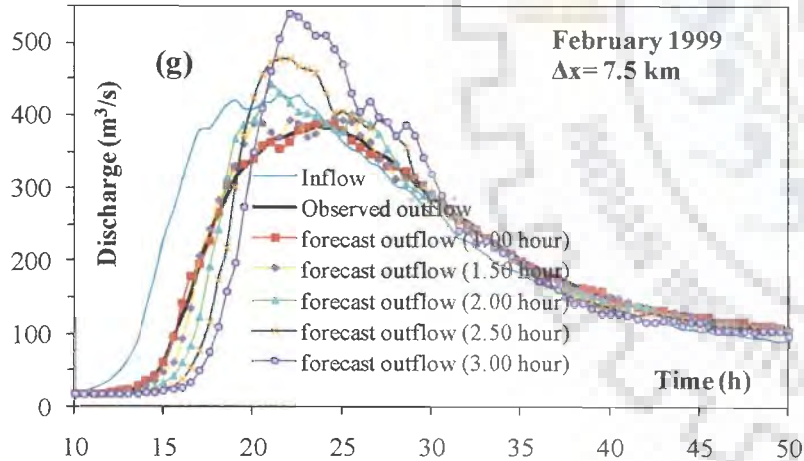 (g)
February 1999
Δx= 7.5 km
Discharge (m³/s)
500
400
300
200
100
0
Inflow
Observed outflow
forecast outflow (1.00 hour)
forecast outflow (1.50 hour)
forecast outflow (2.00 hour)
forecast outflow (2.50 hour)
forecast outflow (3.00 hour)
Time (h)
10 15 20 25 30 35 40 45 50